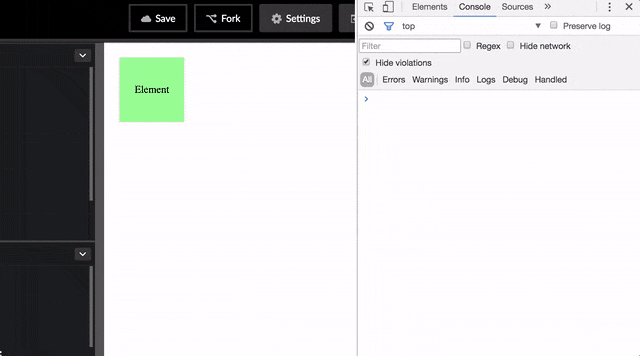 Save Fork Settings
Elements Console Sources »
top Preserve log
Filter Regex Hide network
Hide violations
All Errors Warnings Info Logs Debug Handled
Element